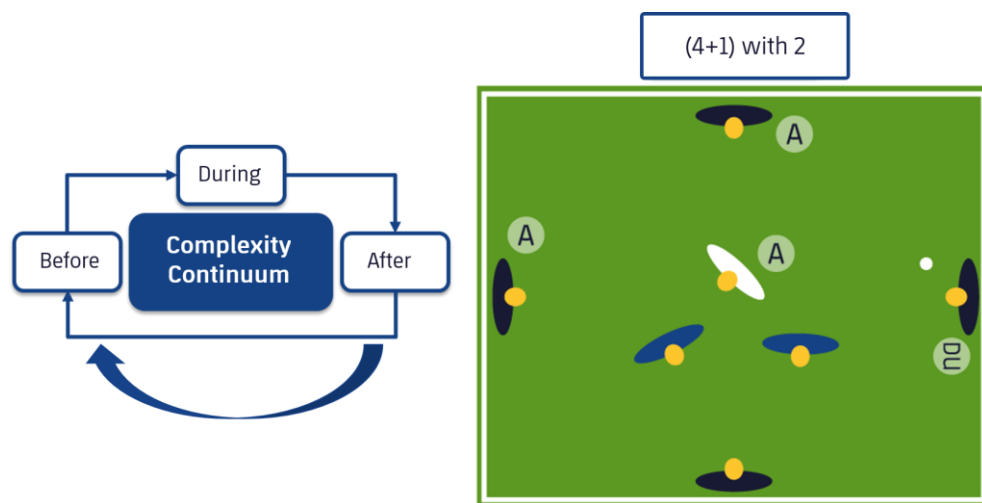 (4+1) with 2
During
Before
Complexity
Continuum
After
A
A
A
DU